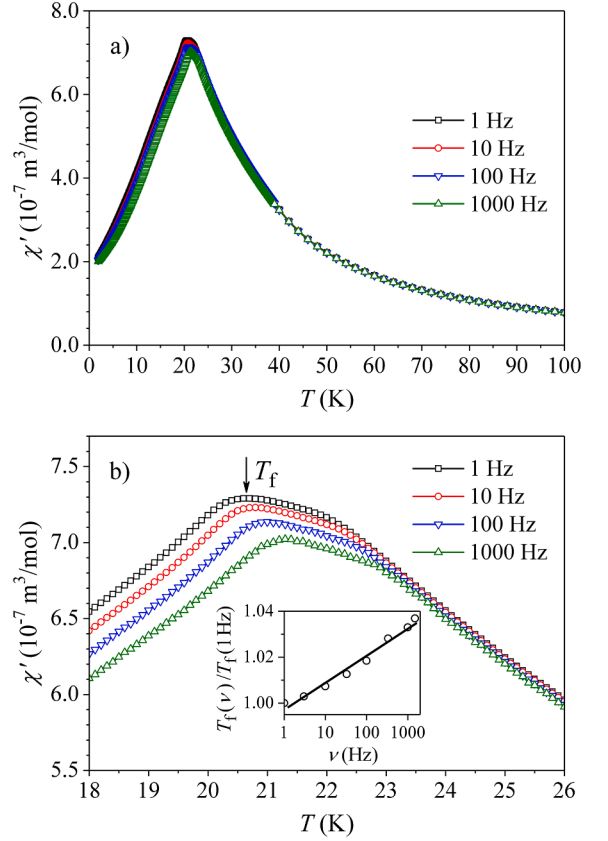 8.0
6.0
4.0
2.0
0.0
χ′ (10⁻⁷ m³/mol)
a)
1 Hz
10 Hz
100 Hz
1000 Hz
0 10 20 30 40 50 60 70 80 90 100
T (K)
7.5
7.0
6.5
6.0
5.5
χ′ (10⁻⁷ m³/mol)
b)
T_f
1 Hz
10 Hz
100 Hz
1000 Hz
T_f(ν)/T_f(1Hz)
1.04
1.02
1.00
1 10 100 1000
ν (Hz)
18 19 20 21 22 23 24 25 26
T (K)